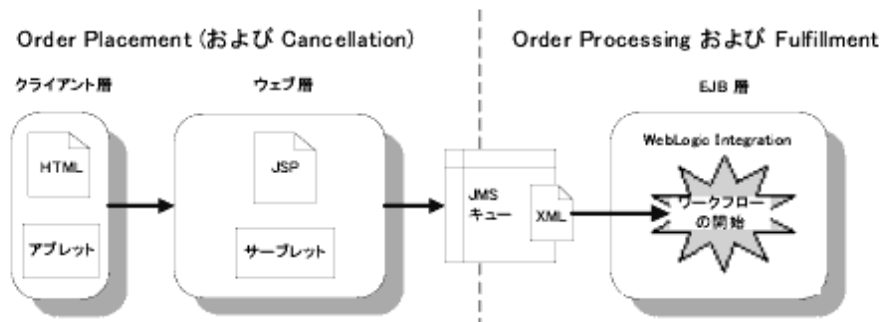 Order Placement (および Cancellation)
Order Processing および Fulfillment
クライアント層
ウェブ層
EJB 層
HTML
アプレット
JSP
サーブレット
JMS
キュー
XML
WebLogic Integration
ワークフロー
の開始